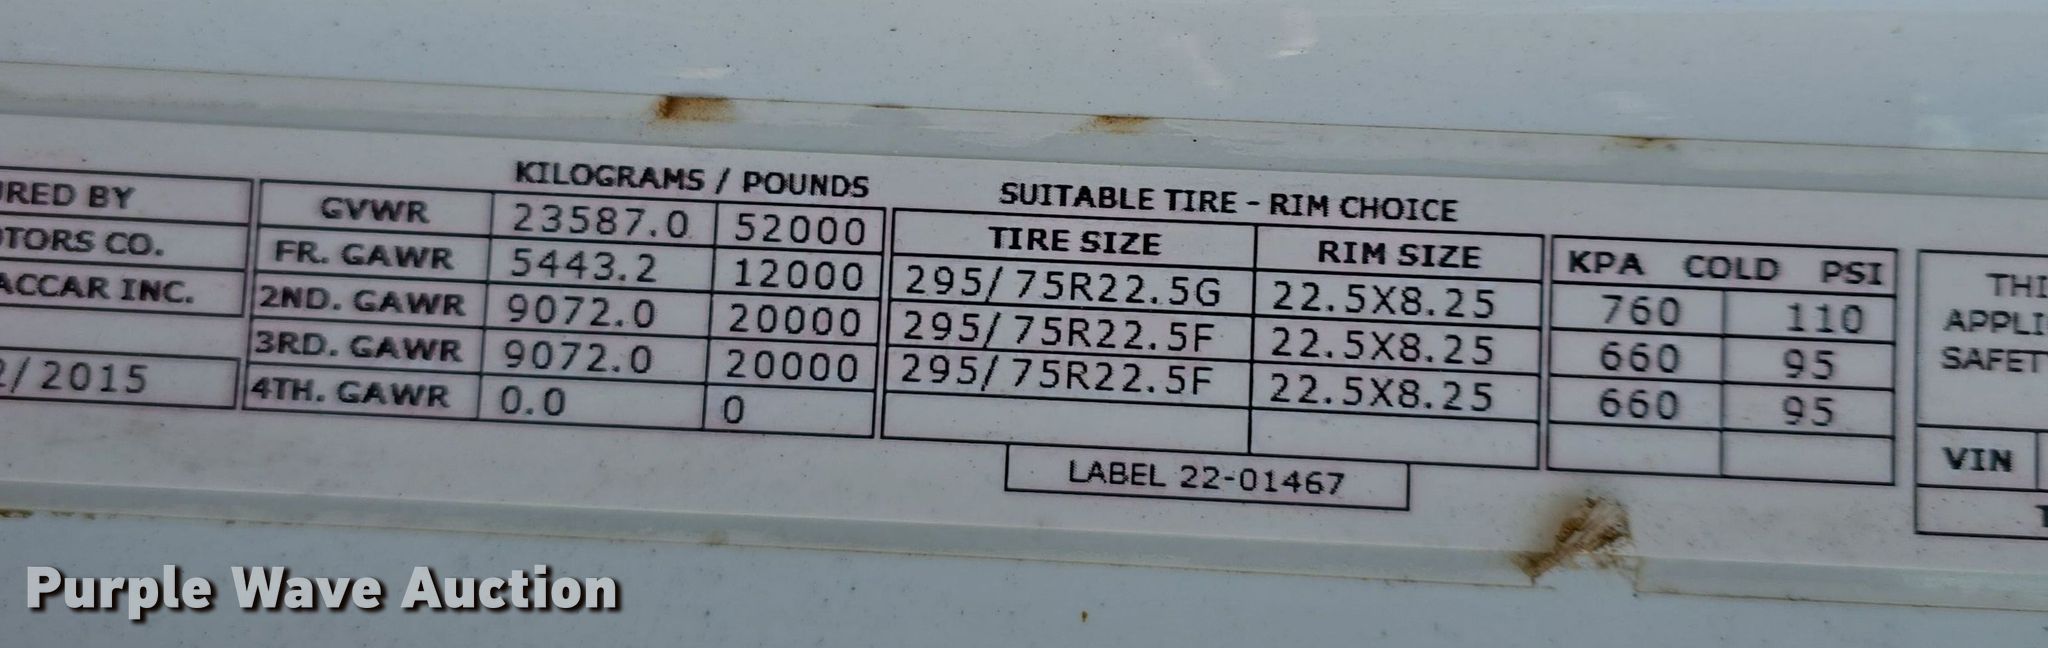 KILOGRAMS / POUNDS
SUITABLE TIRE - RIM CHOICE
URED BY
OTORS CO.
ACCAR INC.
2/2015
GVWR 23587.0 52000
FR. GAWR 5443.2 12000
2ND. GAWR 9072.0 20000
3RD. GAWR 9072.0 20000
4TH. GAWR 0.0 0
TIRE SIZE RIM SIZE
295/75R22.5G 22.5X8.25
295/75R22.5F 22.5X8.25
295/75R22.5F 22.5X8.25
KPA COLD PSI
760 110
660 95
660 95
LABEL 22-01467
THI
APPLI
SAFET
VIN
Purple Wave Auction